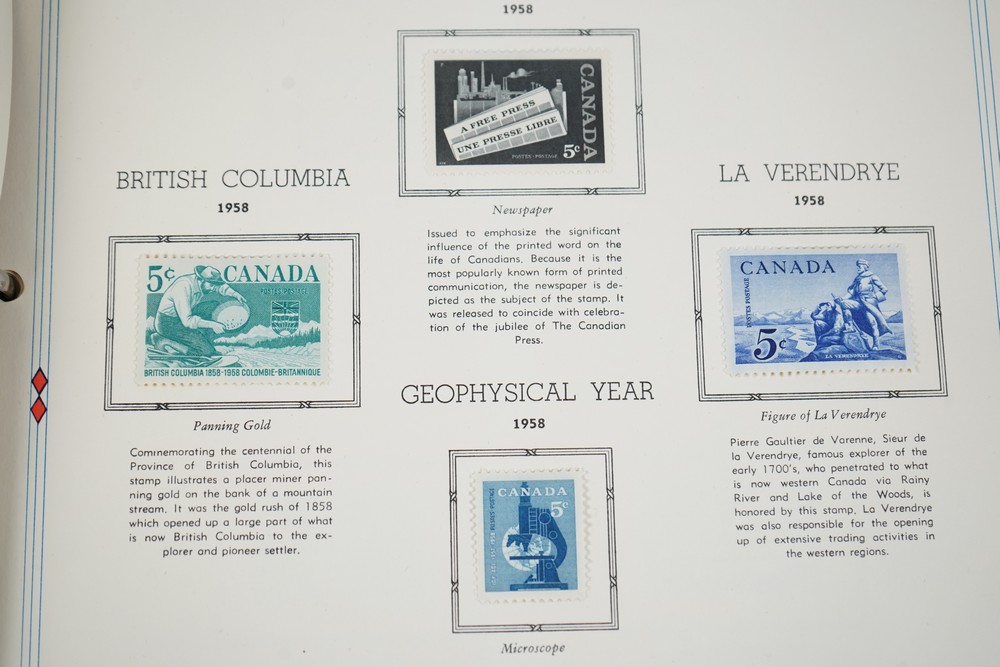 1958
CANADA
A FREE PRESS
UNE PRESSE LIBRE
POSTES-POSTAGE
5¢
Newspaper
Issued to emphasize the significant
influence of the printed word on the
life of Canadians. Because it is the
most popularly known form of printed
communication, the newspaper is de-
picted as the subject of the stamp. It
was released to coincide with celebra-
tion of the jubilee of The Canadian
Press.
BRITISH COLUMBIA
1958
5¢ CANADA
POSTES-POSTAGE
BRITISH COLUMBIA 1858-1958 COLOMBIE-BRITANNIQUE
Panning Gold
Commemorating the centennial of the
Province of British Columbia, this
stamp illustrates a placer miner pan-
ning gold on the bank of a mountain
stream. It was the gold rush of 1858
which opened up a large part of what
is now British Columbia to the ex-
plorer and pioneer settler.
GEOPHYSICAL YEAR
1958
CANADA
5¢
POSTES-POSTAGE
Microscope
LA VERENDRYE
1958
CANADA
POSTES POSTAGE
5¢
LA VERENDRYE
Figure of La Verendrye
Pierre Gaultier de Varenne, Sieur de
la Verendrye, famous explorer of the
early 1700's, who penetrated to what
is now western Canada via Rainy
River and Lake of the Woods, is
honored by this stamp. La Verendrye
was also responsible for the opening
up of extensive trading activities in
the western regions.